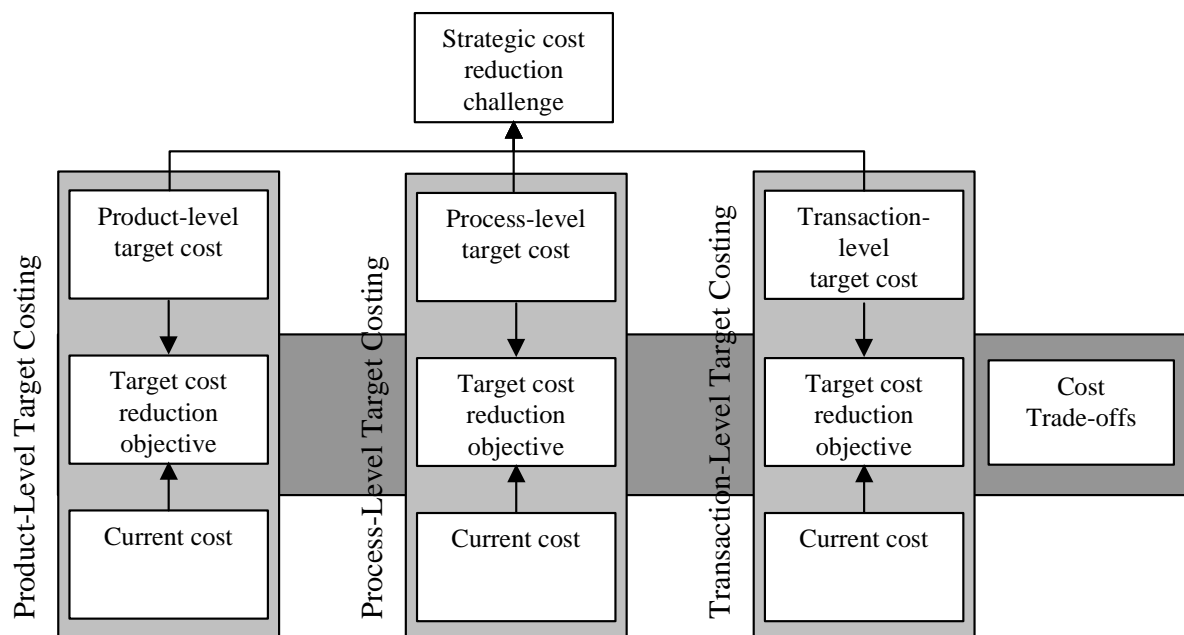 Strategic cost
reduction
challenge
Product-Level Target Costing
Product-level
target cost
Target cost
reduction
objective
Current cost
Process-Level Target Costing
Process-level
target cost
Target cost
reduction
objective
Current cost
Transaction-Level Target Costing
Transaction-
level
target cost
Target cost
reduction
objective
Current cost
Cost
Trade-offs